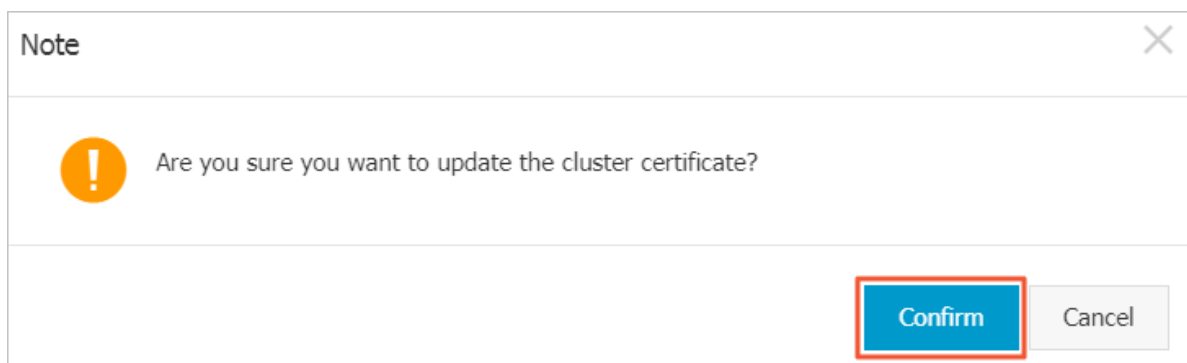 Note
Are you sure you want to update the cluster certificate?
Confirm
Cancel